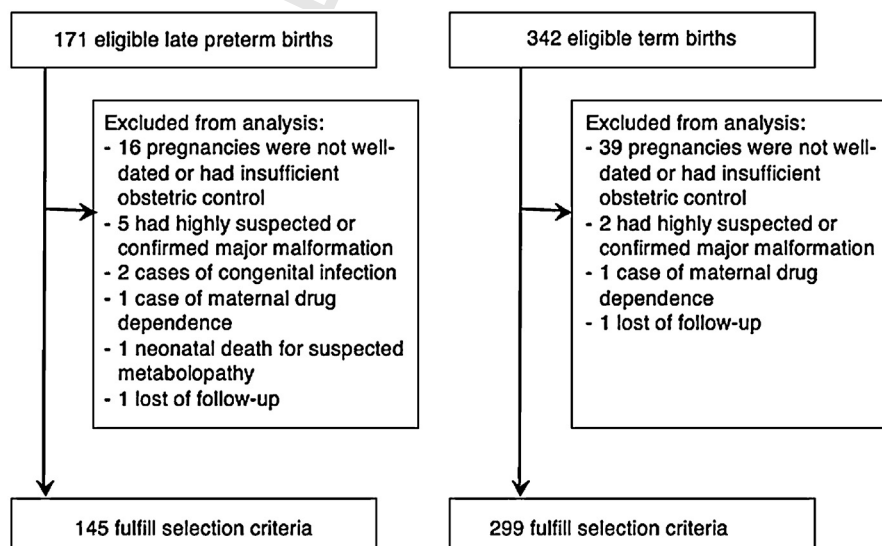 171 eligible late preterm births
342 eligible term births
Excluded from analysis:
- 16 pregnancies were not well-
dated or had insufficient
obstetric control
- 5 had highly suspected or
confirmed major malformation
- 2 cases of congenital infection
- 1 case of maternal drug
dependence
- 1 neonatal death for suspected
metabolopathy
- 1 lost of follow-up
Excluded from analysis:
- 39 pregnancies were not well-
dated or had insufficient
obstetric control
- 2 had highly suspected or
confirmed major malformation
- 1 case of maternal drug
dependence
- 1 lost of follow-up
145 fulfill selection criteria
299 fulfill selection criteria